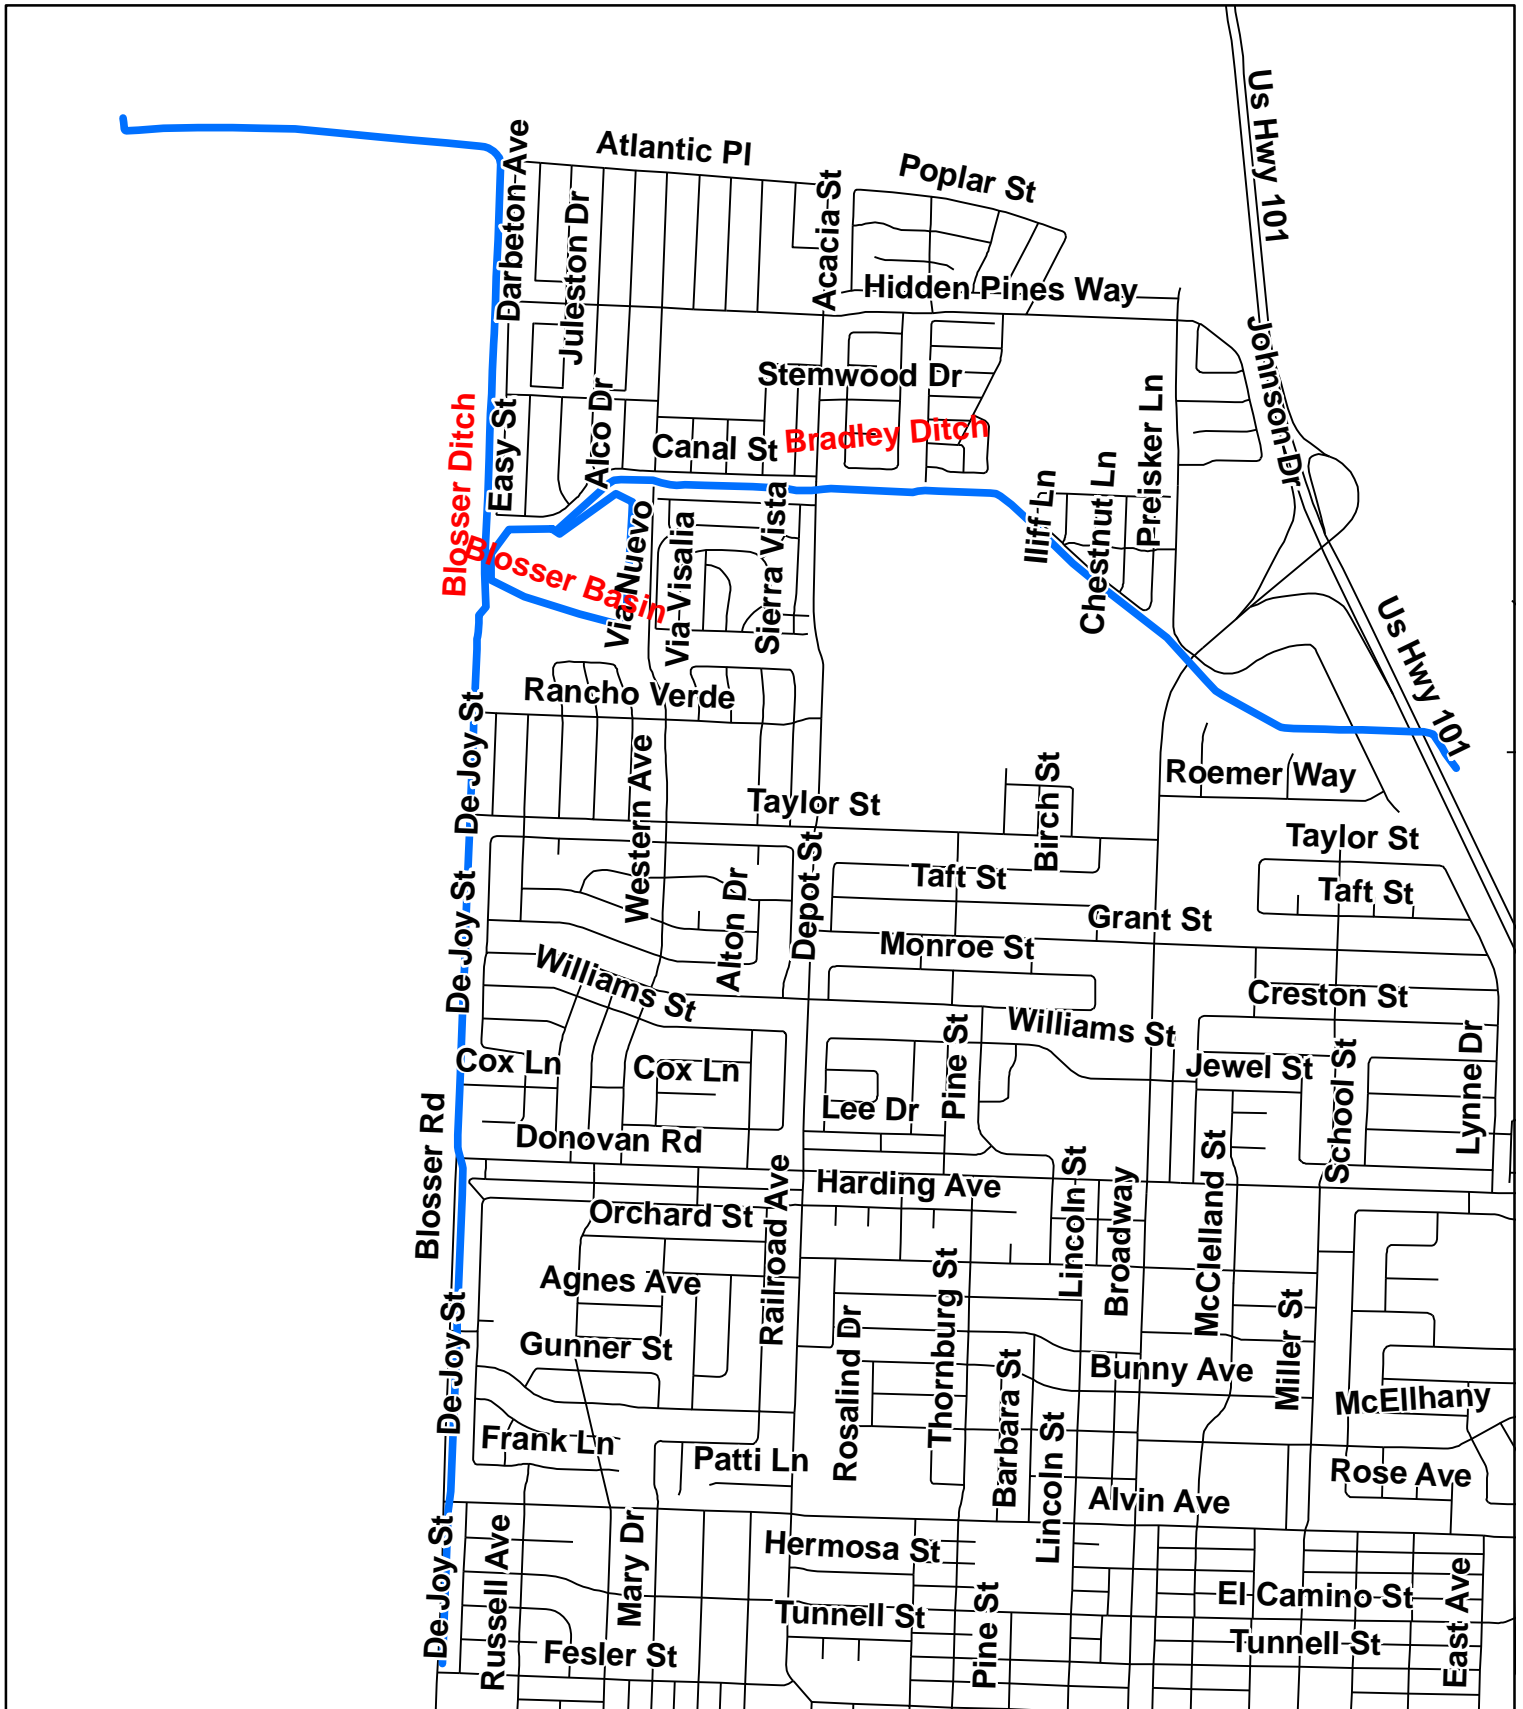 Us Hwy 101
Atlantic Pl
Poplar St
Darbeton Ave
Juleston Dr
Acacia St
Hidden Pines Way
Johnson Dr
Stemwood Dr
Blosser Ditch
Easy St
Alco Dr
Canal St
Bradley Ditch
Preisker Ln
Iliff Ln
Chestnut Ln
Blosser Basin
Via Nuevo
Via Visalia
Sierra Vista
Us Hwy 101
De Joy St
Rancho Verde
Western Ave
Taylor St
Birch St
Roemer Way
Taylor St
De Joy St
Alton Dr
Depot St
Taft St
Taft St
Grant St
Monroe St
Williams St
Creston St
Williams St
Pine St
Cox Ln
Cox Ln
Jewel St
School St
Lynne Dr
Lee Dr
Blosser Rd
Donovan Rd
Railroad Ave
Harding Ave
Lincoln St
Broadway
McClelland St
Orchard St
Agnes Ave
Thornburg St
De Joy St
Gunner St
Rosalind Dr
Barbara St
Bunny Ave
Miller St
McEllhany
Frank Ln
Patti Ln
Lincoln St
Rose Ave
Alvin Ave
De Joy St
Russell Ave
Mary Dr
Hermosa St
El Camino St
East Ave
Tunnell St
Pine St
Tunnell St
Fesler St